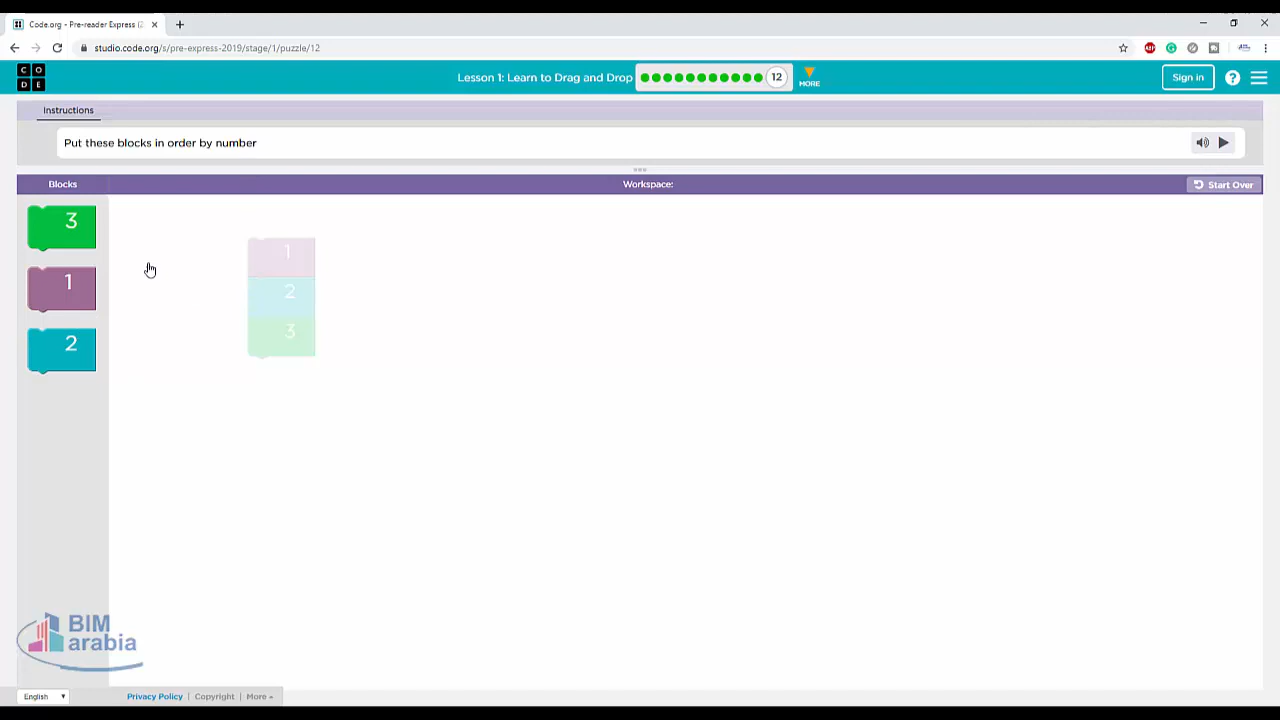 Code.org - Pre-reader Express (2
studio.code.org/s/pre-express-2019/stage/1/puzzle/12
C O
D E
Lesson 1: Learn to Drag and Drop
12
MORE
Sign in
?
Instructions
Put these blocks in order by number
Blocks
Workspace:
Start Over
3
1
2
1
2
3
BIM
arabia
English
Privacy Policy | Copyright | More